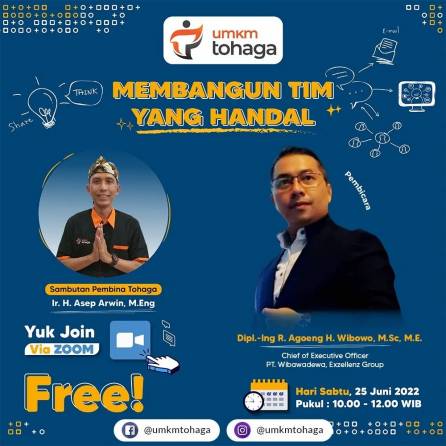 umkm
tohaga
MEMBANGUN TIM
YANG HANDAL
THINK
Share
E-mail
Pembicara
Sambutan Pembina Tohaga
Ir. H. Asep Arwin, M.Eng
Yuk Join
Via ZOOM
Free!
Dipl.-Ing R. Agoeng H. Wibowo, M.Sc, M.E.
Chief of Executive Officer
PT. Wibawadewa, Exzellenz Group
Hari Sabtu, 25 Juni 2022
Pukul : 10.00 - 12.00 WIB
@umkmtohaga
@umkmtohaga